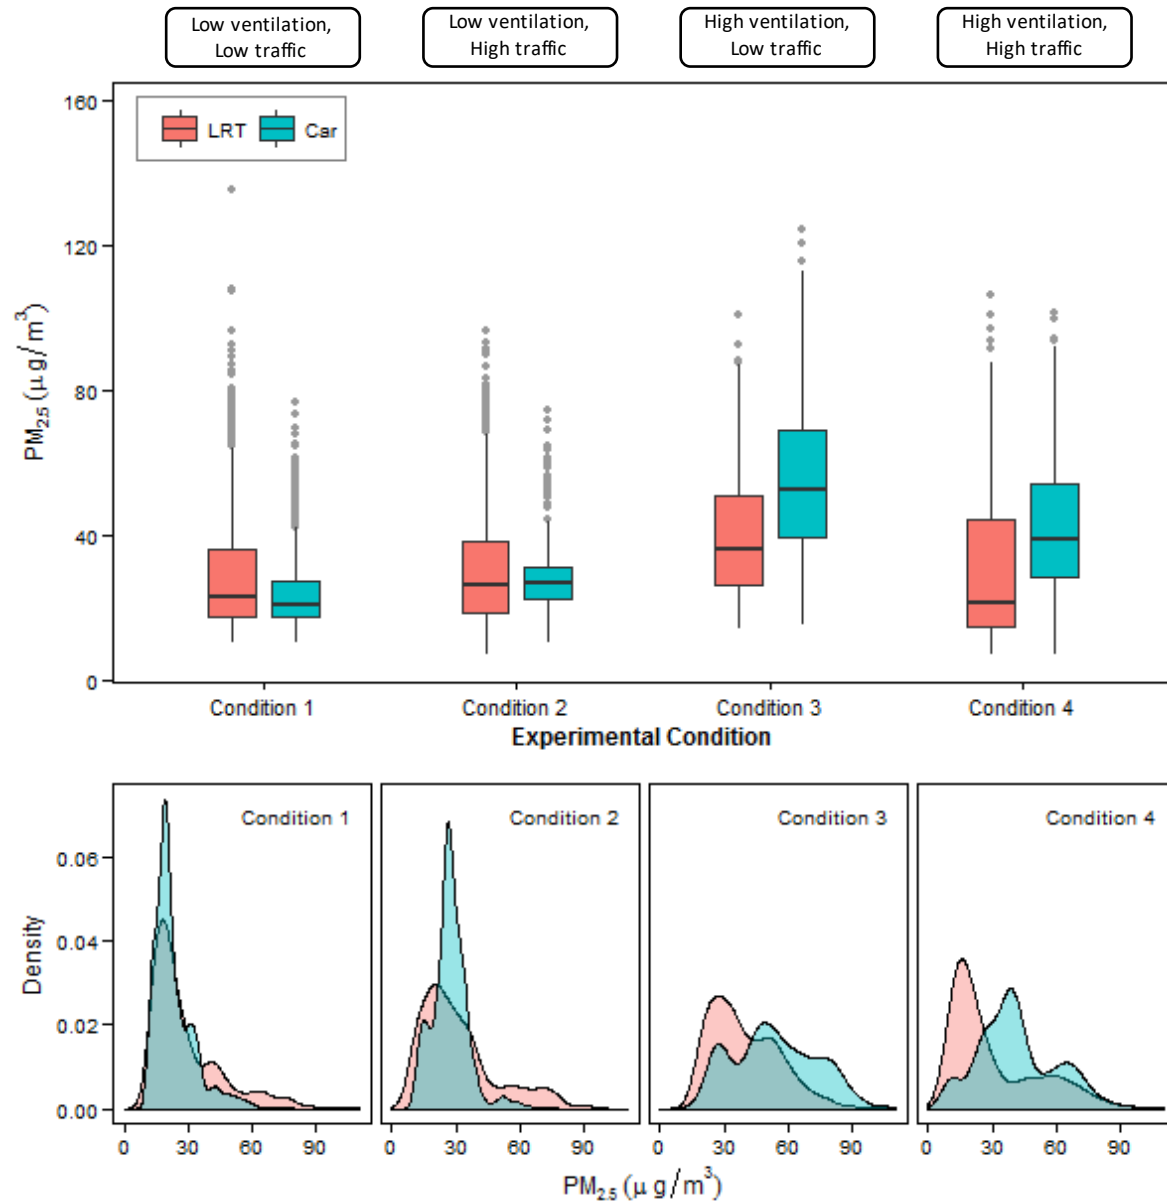 Low ventilation,
Low traffic
Low ventilation,
High traffic
High ventilation,
Low traffic
High ventilation,
High traffic
160
120
80
40
0
PM2.5 (μ g/m³)
LRT
Car
Condition 1
Condition 2
Condition 3
Condition 4
Experimental Condition
Condition 1
Condition 2
Condition 3
Condition 4
0.06
0.04
0.02
0.00
Density
0 30 60 90
0 30 60 90
0 30 60 90
0 30 60 90
PM2.5 (μ g/m³)